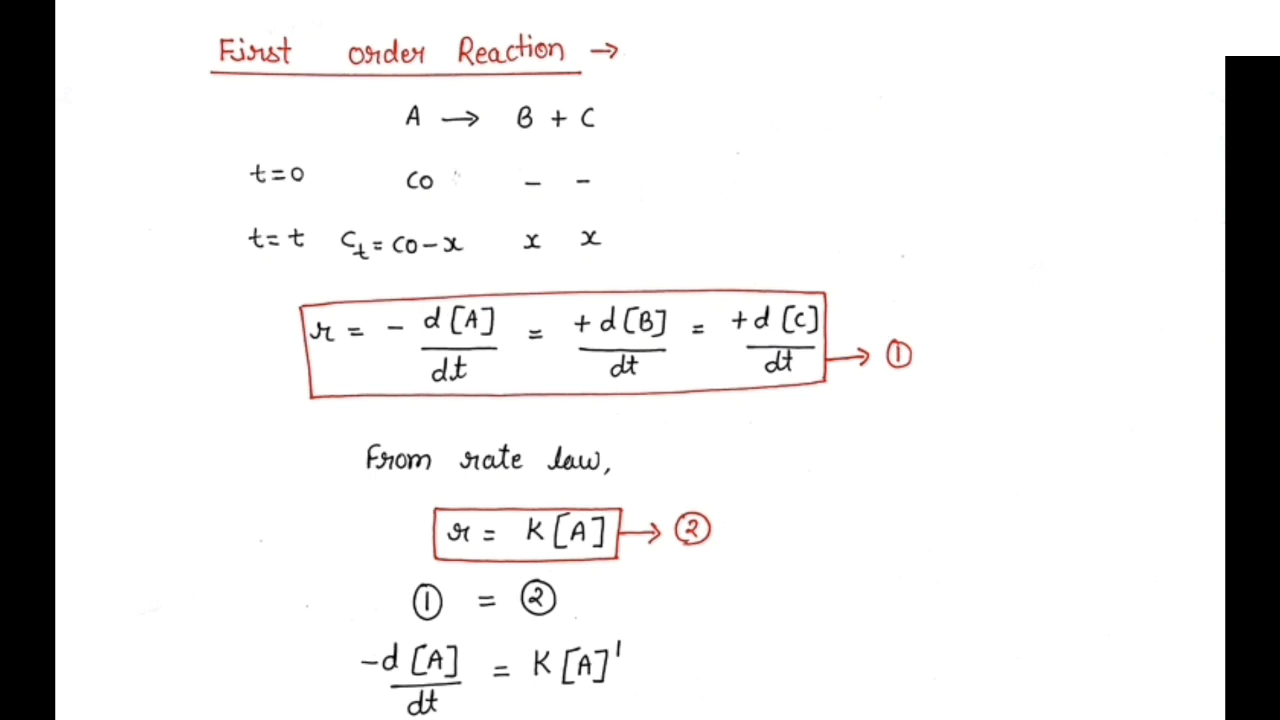 First order Reaction →
A → B + C
t=0 co – –
t=t Ct = co-x x x
r = - d[A]/dt = +d[B]/dt = +d[C]/dt → ①
From rate law,
r = K[A] → ②
① = ②
-d[A]/dt = K[A]¹